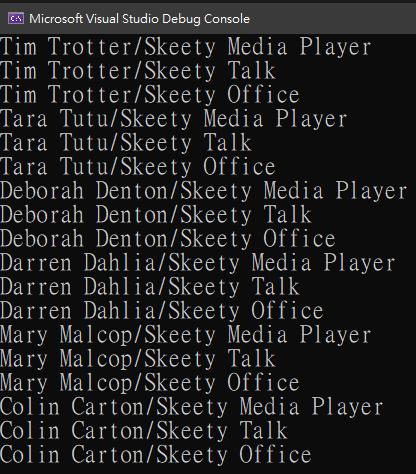 Microsoft Visual Studio Debug Console
Tim Trotter/Skeety Media Player
Tim Trotter/Skeety Talk
Tim Trotter/Skeety Office
Tara Tutu/Skeety Media Player
Tara Tutu/Skeety Talk
Tara Tutu/Skeety Office
Deborah Denton/Skeety Media Player
Deborah Denton/Skeety Talk
Deborah Denton/Skeety Office
Darren Dahlia/Skeety Media Player
Darren Dahlia/Skeety Talk
Darren Dahlia/Skeety Office
Mary Malcop/Skeety Media Player
Mary Malcop/Skeety Talk
Mary Malcop/Skeety Office
Colin Carton/Skeety Media Player
Colin Carton/Skeety Talk
Colin Carton/Skeety Office